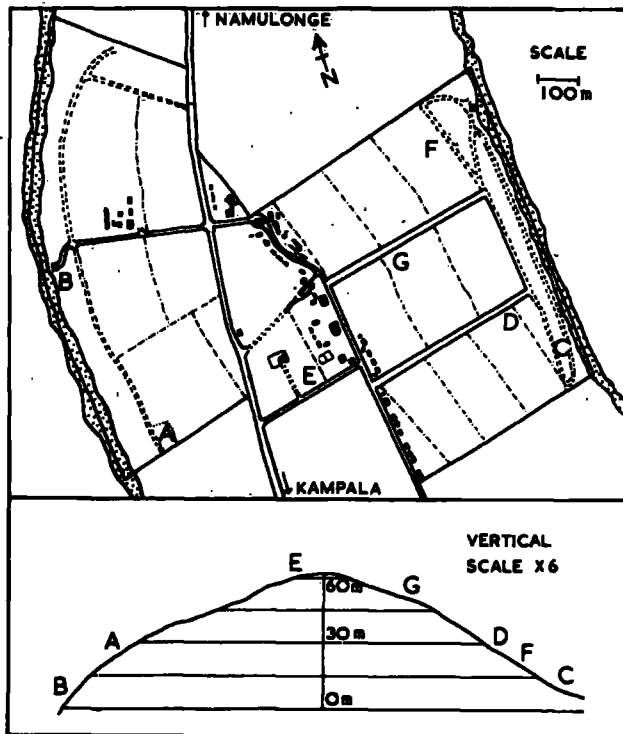 ↑ NAMULONGE
N
SCALE
100m
F
B
G
D
C
E
A
↓ KAMPALA
VERTICAL
SCALE X6
E
60m
G
A
30m
D
F
B
C
0m